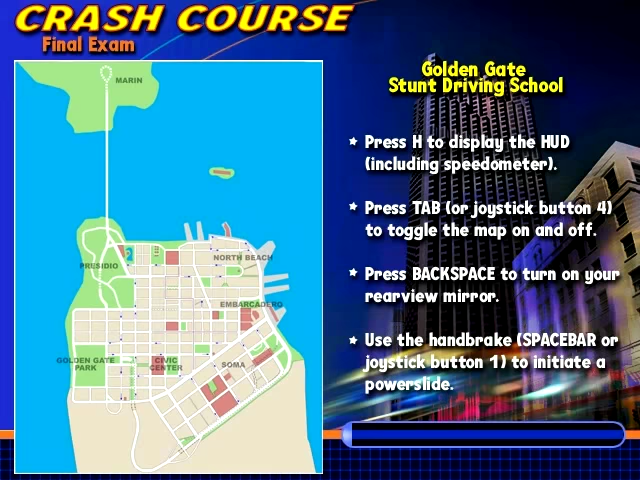 CRASH COURSE
Final Exam
Golden Gate
Stunt Driving School
MARIN
PRESIDIO
NORTH BEACH
EMBARCADERO
GOLDEN GATE
PARK
CIVIC
CENTER
SOMA
Press H to display the HUD
(including speedometer).
Press TAB (or joystick button 4)
to toggle the map on and off.
Press BACKSPACE to turn on your
rearview mirror.
Use the handbrake (SPACEBAR or
joystick button 1) to initiate a
powerslide.